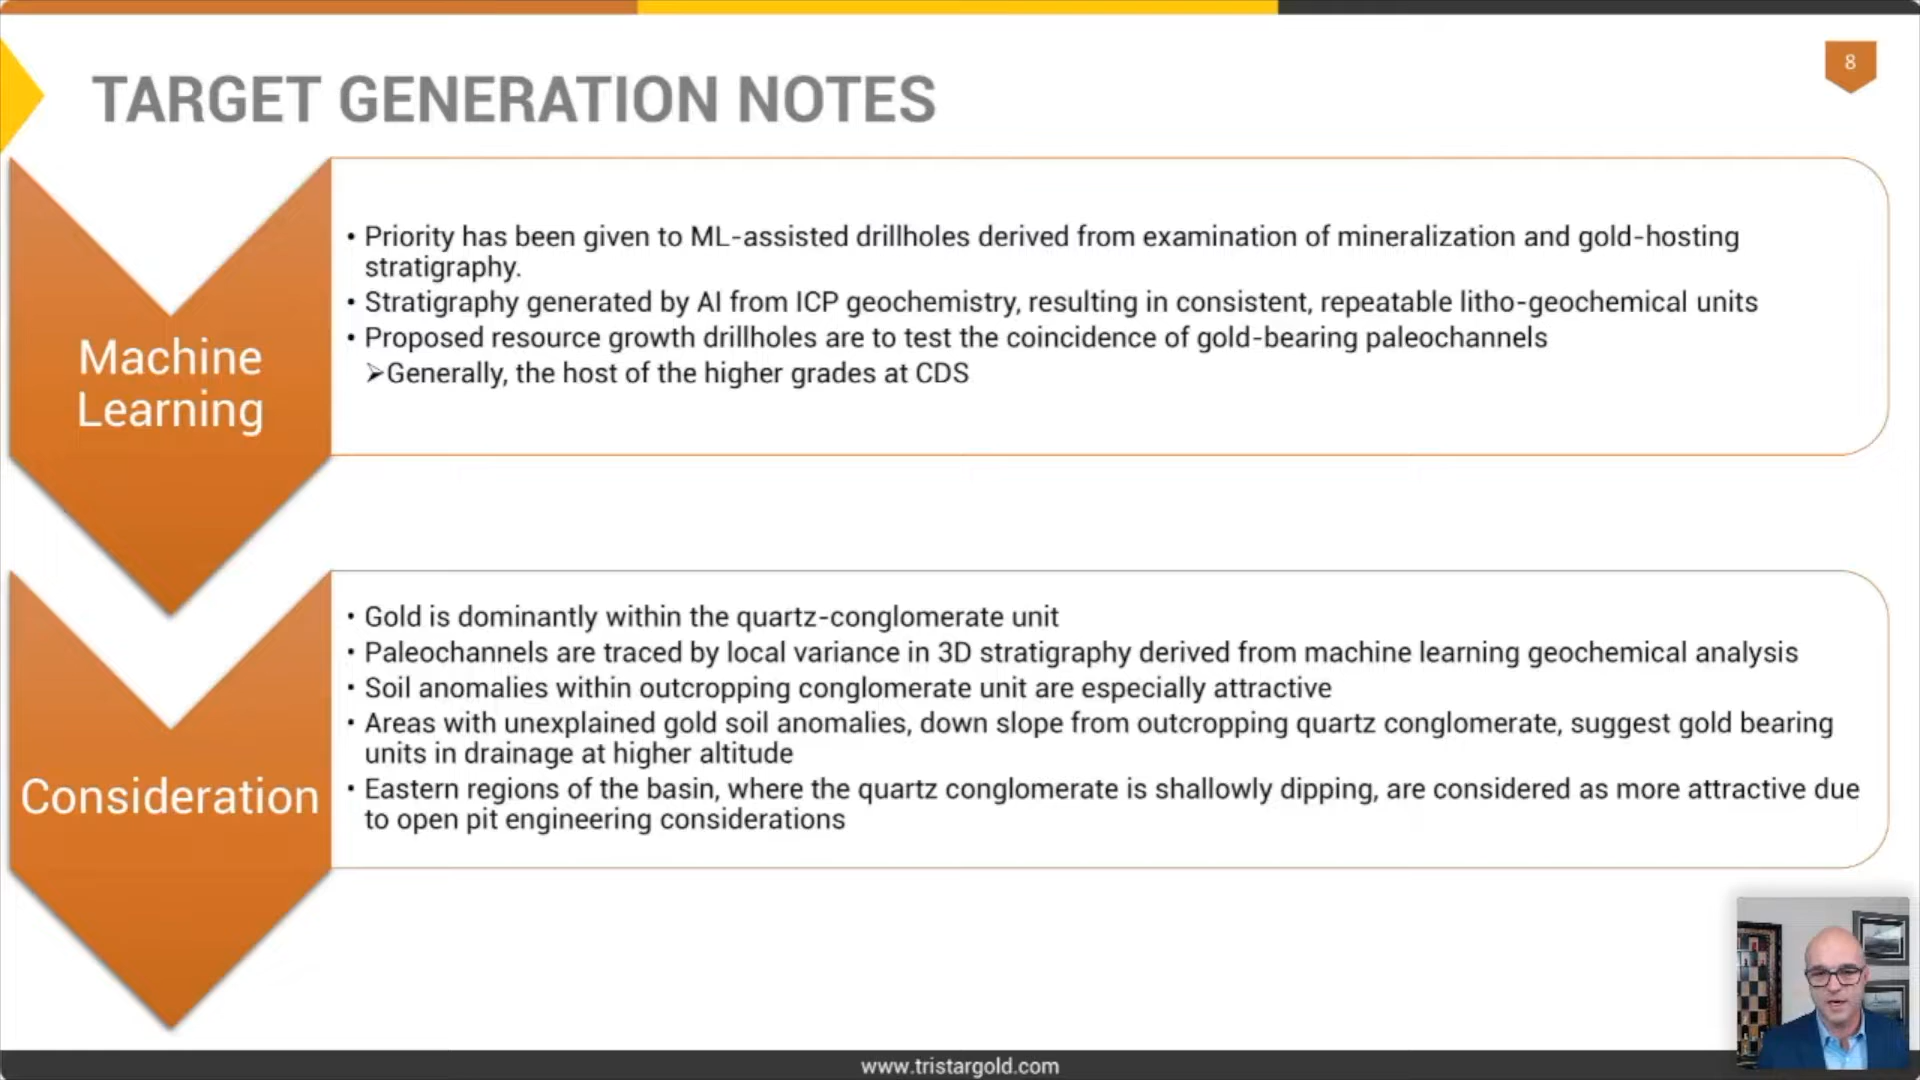 8
TARGET GENERATION NOTES
Machine
Learning
• Priority has been given to ML-assisted drillholes derived from examination of mineralization and gold-hosting
stratigraphy.
• Stratigraphy generated by AI from ICP geochemistry, resulting in consistent, repeatable litho-geochemical units
• Proposed resource growth drillholes are to test the coincidence of gold-bearing paleochannels
➢Generally, the host of the higher grades at CDS
Consideration
• Gold is dominantly within the quartz-conglomerate unit
• Paleochannels are traced by local variance in 3D stratigraphy derived from machine learning geochemical analysis
• Soil anomalies within outcropping conglomerate unit are especially attractive
• Areas with unexplained gold soil anomalies, down slope from outcropping quartz conglomerate, suggest gold bearing
units in drainage at higher altitude
• Eastern regions of the basin, where the quartz conglomerate is shallowly dipping, are considered as more attractive due
to open pit engineering considerations
www.tristargold.com